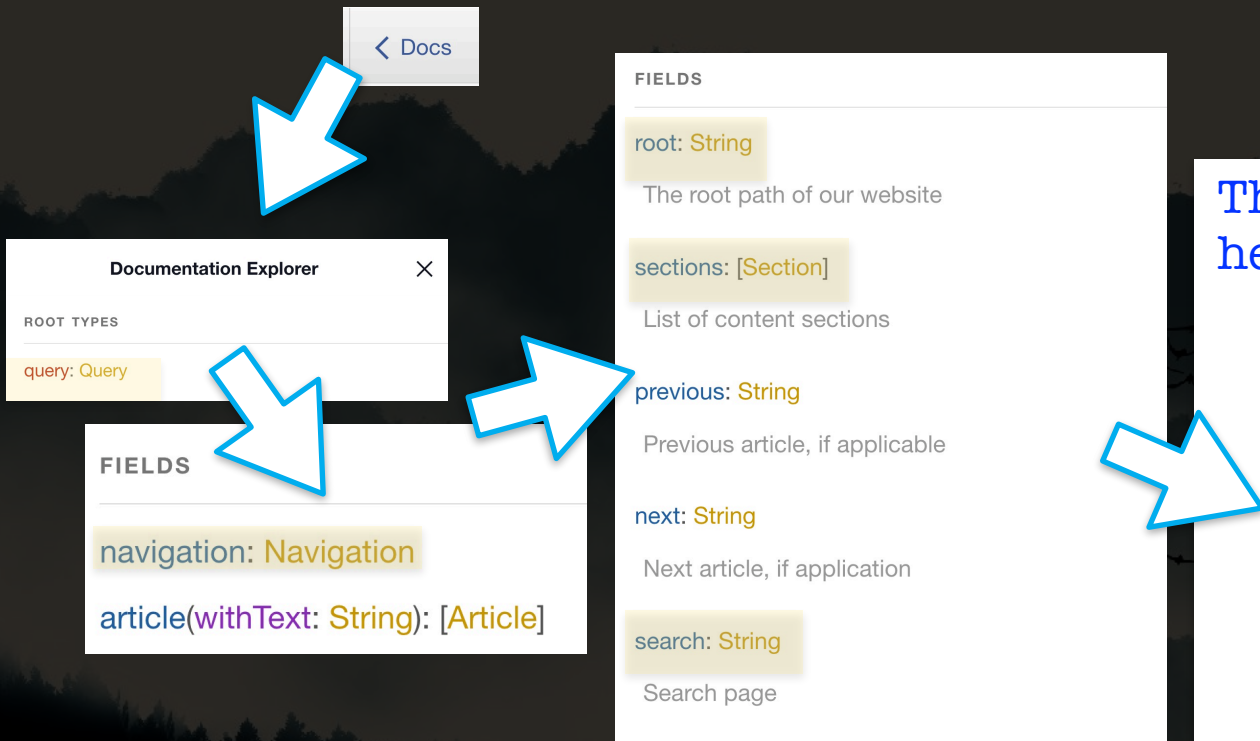 Docs
Documentation Explorer
ROOT TYPES
query: Query
FIELDS
navigation: Navigation
article(withText: String): [Article]
FIELDS
root: String
The root path of our website
sections: [Section]
List of content sections
previous: String
Previous article, if applicable
next: String
Next article, if application
search: String
Search page